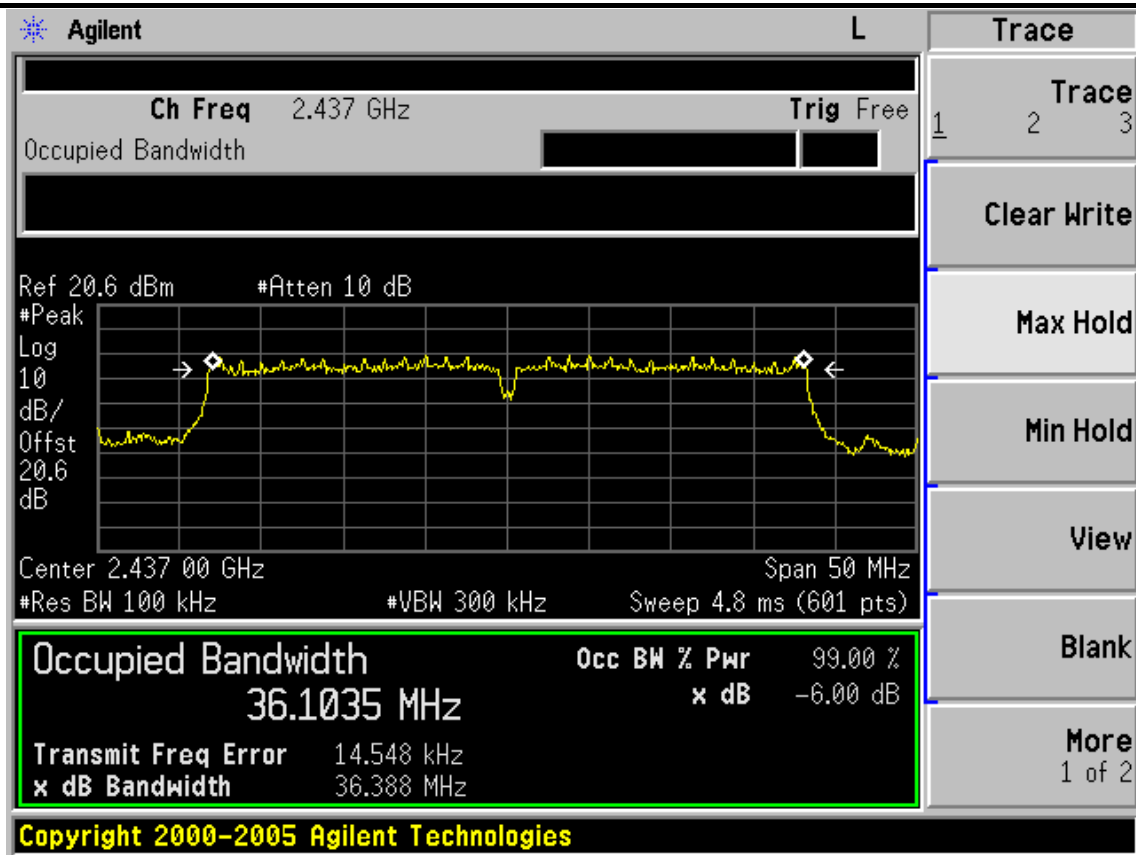 Agilent L Trace
Ch Freq 2.437 GHz Trig Free
Occupied Bandwidth
Trace
1 2 3
Clear Write
Max Hold
Min Hold
View
Blank
More
1 of 2
Ref 20.6 dBm #Atten 10 dB
#Peak
Log
10
dB/
Offst
20.6
dB
Center 2.437 00 GHz Span 50 MHz
#Res BW 100 kHz #VBW 300 kHz Sweep 4.8 ms (601 pts)
Occupied Bandwidth Occ BW % Pwr 99.00 %
36.1035 MHz x dB -6.00 dB
Transmit Freq Error 14.548 kHz
x dB Bandwidth 36.388 MHz
Copyright 2000-2005 Agilent Technologies